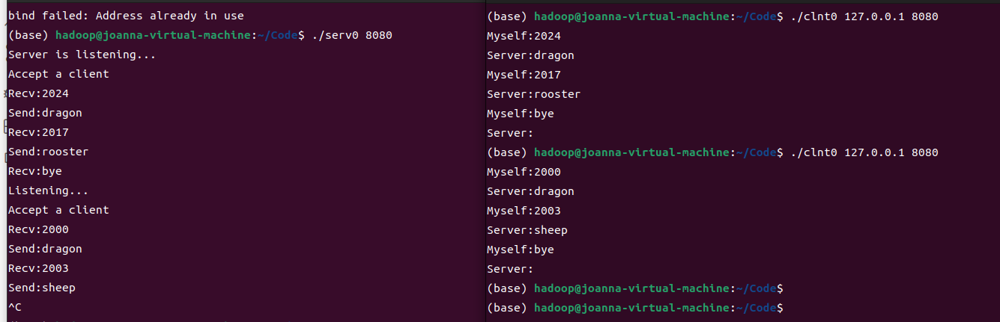 bind failed: Address already in use
(base) hadoop@joanna-virtual-machine:~/Code$ ./serv0 8080
Server is listening...
Accept a client
Recv:2024
Send:dragon
Recv:2017
Send:rooster
Recv:bye
Listening...
Accept a client
Recv:2000
Send:dragon
Recv:2003
Send:sheep
^C
(base) hadoop@joanna-virtual-machine:~/Code$ ./clnt0 127.0.0.1 8080
Myself:2024
Server:dragon
Myself:2017
Server:rooster
Myself:bye
Server:
(base) hadoop@joanna-virtual-machine:~/Code$ ./clnt0 127.0.0.1 8080
Myself:2000
Server:dragon
Myself:2003
Server:sheep
Myself:bye
Server:
(base) hadoop@joanna-virtual-machine:~/Code$
(base) hadoop@joanna-virtual-machine:~/Code$